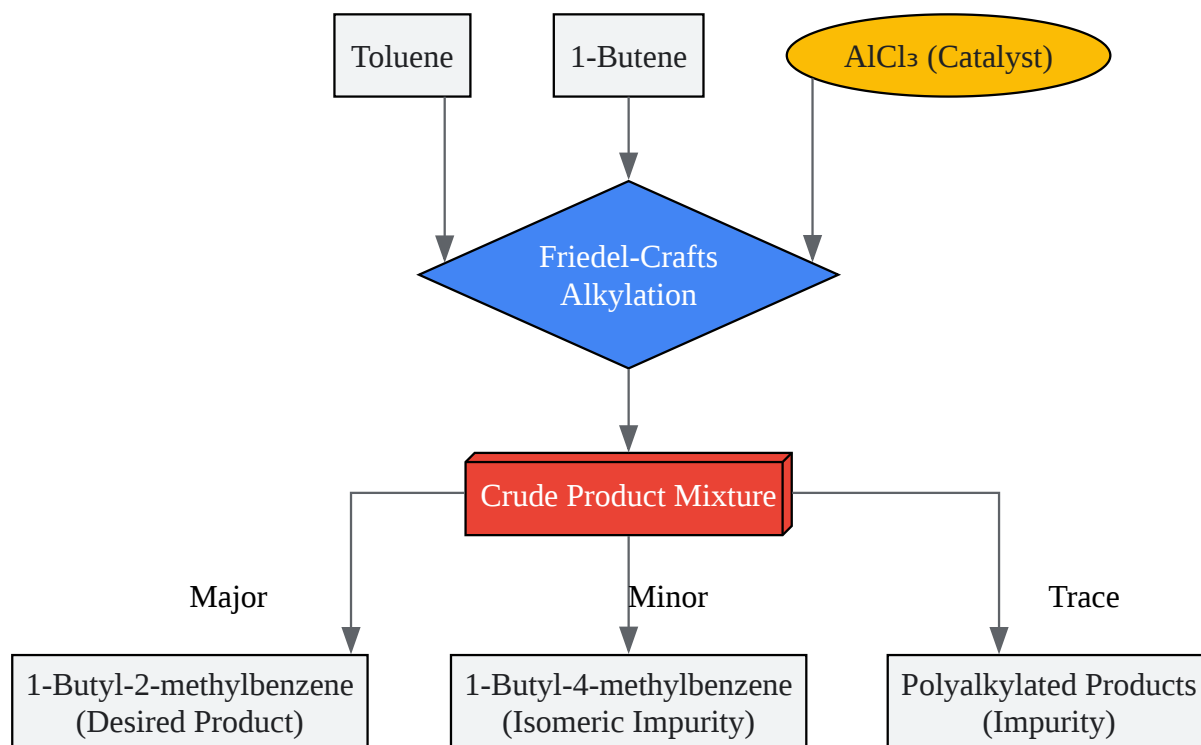 Toluene
1-Butene
AlCl₃ (Catalyst)
Friedel-Crafts
Alkylation
Crude Product Mixture
Major
Minor
Trace
1-Butyl-2-methylbenzene
(Desired Product)
1-Butyl-4-methylbenzene
(Isomeric Impurity)
Polyalkylated Products
(Impurity)